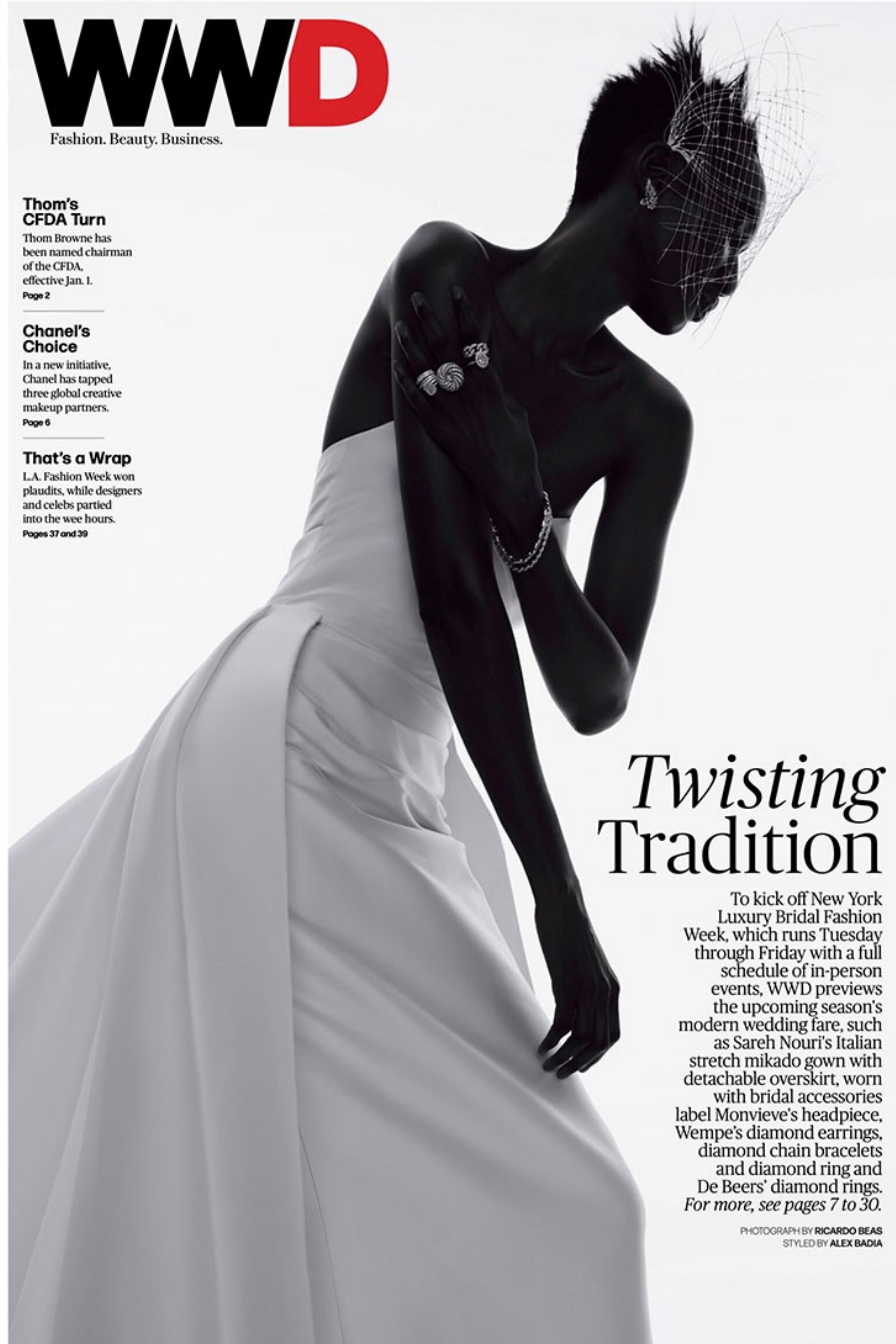 WWD
Fashion. Beauty. Business.
Thom's
CFDA Turn
Thom Browne has
been named chairman
of the CFDA,
effective Jan. 1.
Page 2
Chanel's
Choice
In a new initiative,
Chanel has tapped
three global creative
makeup partners.
Page 6
That's a Wrap
L.A. Fashion Week won
plaudits, while designers
and celebs partied
into the wee hours.
Pages 37 and 39
Twisting
Tradition
To kick off New York
Luxury Bridal Fashion
Week, which runs Tuesday
through Friday with a full
schedule of in-person
events, WWD previews
the upcoming season's
modern wedding fare, such
as Sareh Nouri's Italian
stretch mikado gown with
detachable overskirt, worn
with bridal accessories
label Monvieve's headpiece,
Wempe's diamond earrings,
diamond chain bracelets
and diamond ring and
De Beers' diamond rings.
For more, see pages 7 to 30.
PHOTOGRAPH BY RICARDO BEAS
STYLED BY ALEX BADIA